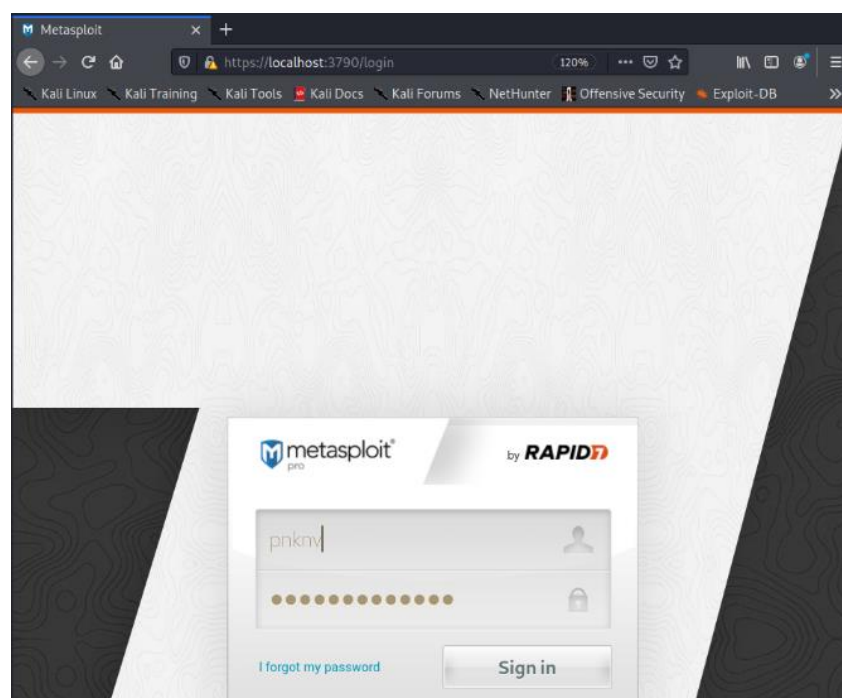 Metasploit
https://localhost:3790/login 120%
Kali Linux Kali Training Kali Tools Kali Docs Kali Forums NetHunter Offensive Security Exploit-DB
metasploit®
pro
by RAPID7
pnknv
I forgot my password Sign in